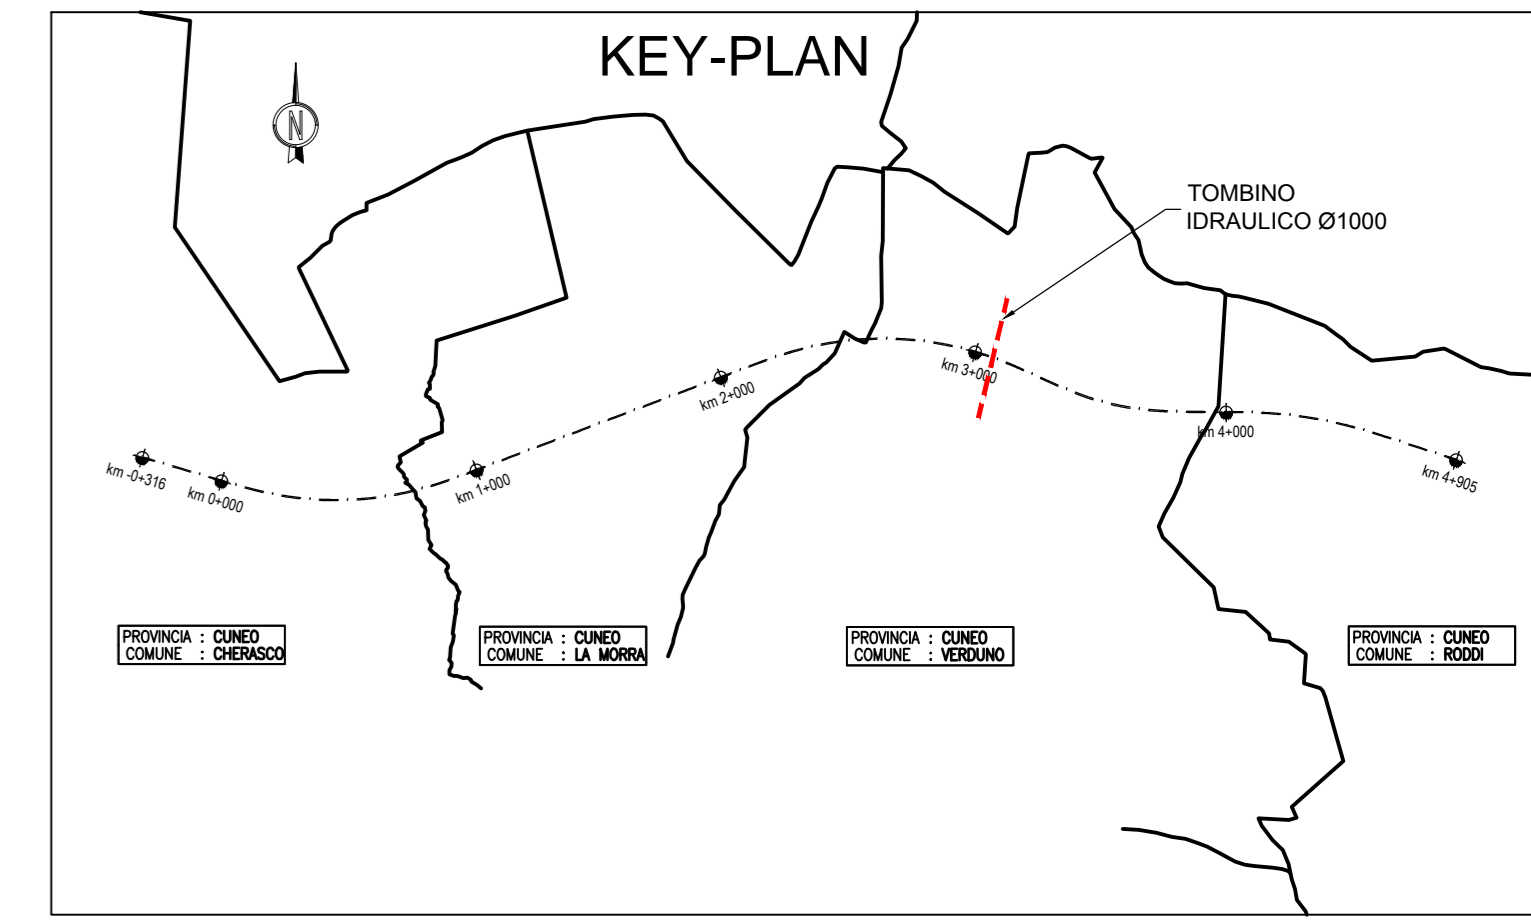 KEY-PLAN
N
TOMBINO
IDRAULICO Ø1000
km -0+316
km 0+000
km 1+000
km 2+000
km 3+000
km 4+000
km 4+905
PROVINCIA : CUNEO
COMUNE : CHERASCO
PROVINCIA : CUNEO
COMUNE : LA MORRA
PROVINCIA : CUNEO
COMUNE : VERDUNO
PROVINCIA : CUNEO
COMUNE : RODDI